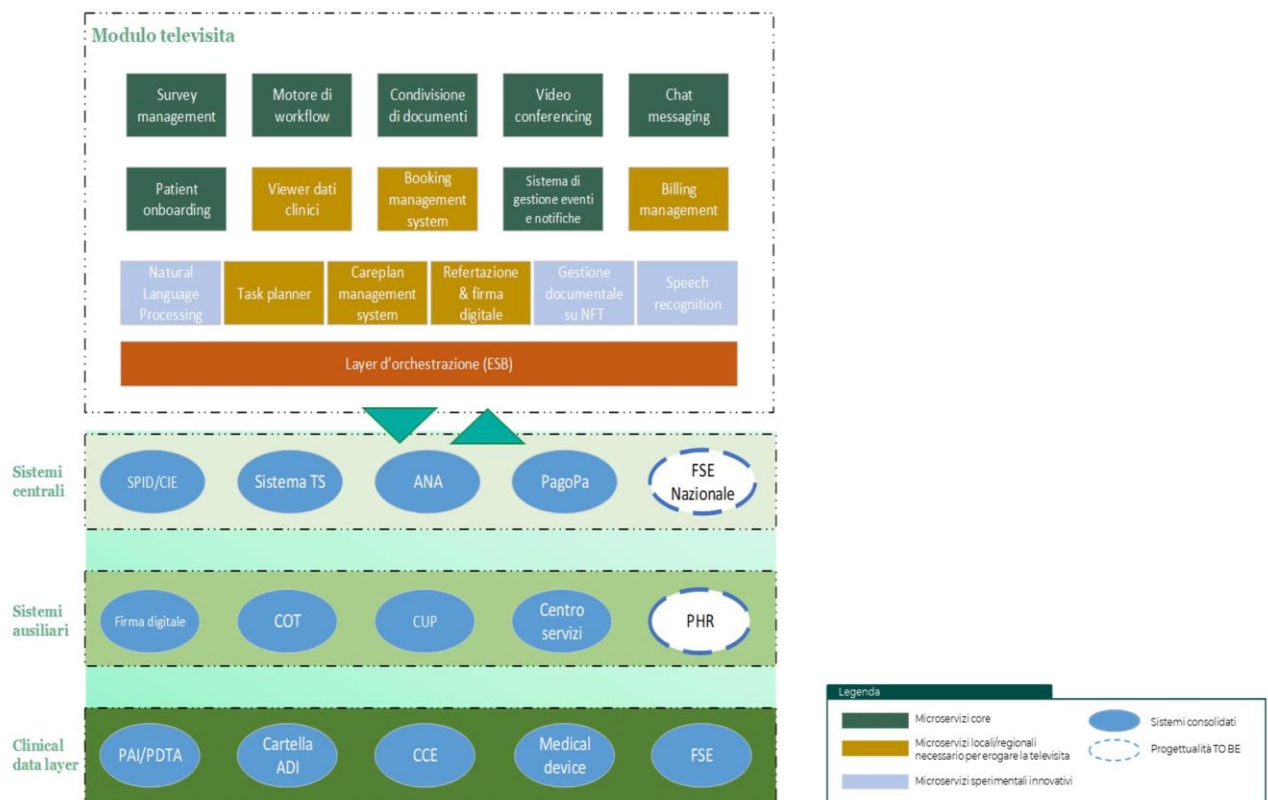 Modulo televisita
Survey
management
Motore di
workflow
Condivisione
di documenti
Video
conferencing
Chat
messaging
Patient
onboarding
Viewer dati
clinici
Booking
management
system
Sistema di
gestione eventi
e notifiche
Billing
management
Natural
Language
Processing
Task planner
Careplan
management
system
Refertazione
& firma
digitale
Gestione
documentale
su NFT
Speech
recognition
Layer d'orchestrazione (ESB)
Sistemi
centrali
SPID/CIE
Sistema TS
ANA
PagoPa
FSE
Nazionale
Sistemi
ausiliari
Firma digitale
COT
CUP
Centro
servizi
PHR
Clinical
data layer
PAI/PDTA
Cartella
ADI
CCE
Medical
device
FSE
Legenda
Microservizi core
Microservizi locali/regionali
necessario per erogare la televisita
Microservizi sperimentali innovativi
Sistemi consolidati
Progettualità TO BE